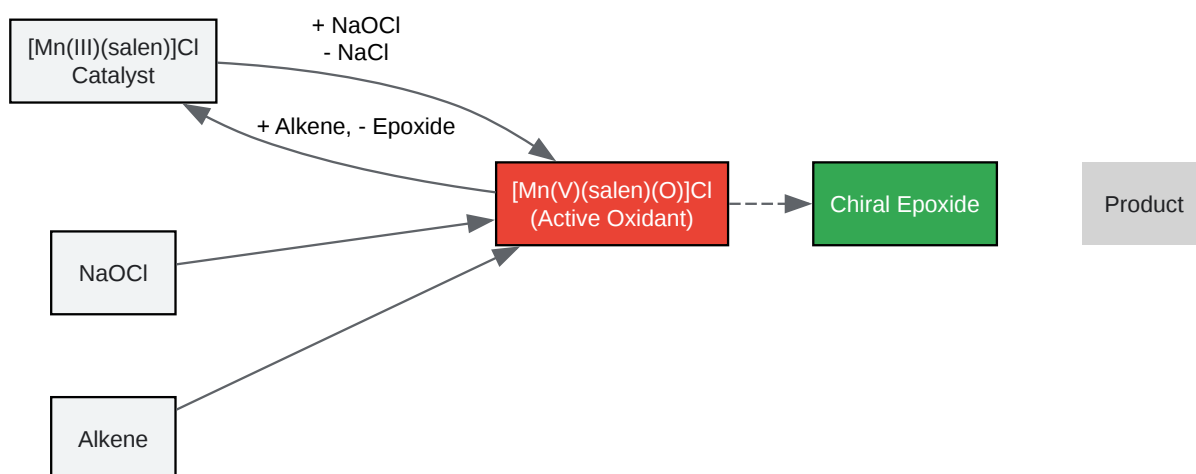 [Mn(III)(salen)]Cl
Catalyst
+ NaOCl
- NaCl
+ Alkene, - Epoxide
[Mn(V)(salen)(O)]Cl
(Active Oxidant)
Chiral Epoxide
Product
NaOCl
Alkene